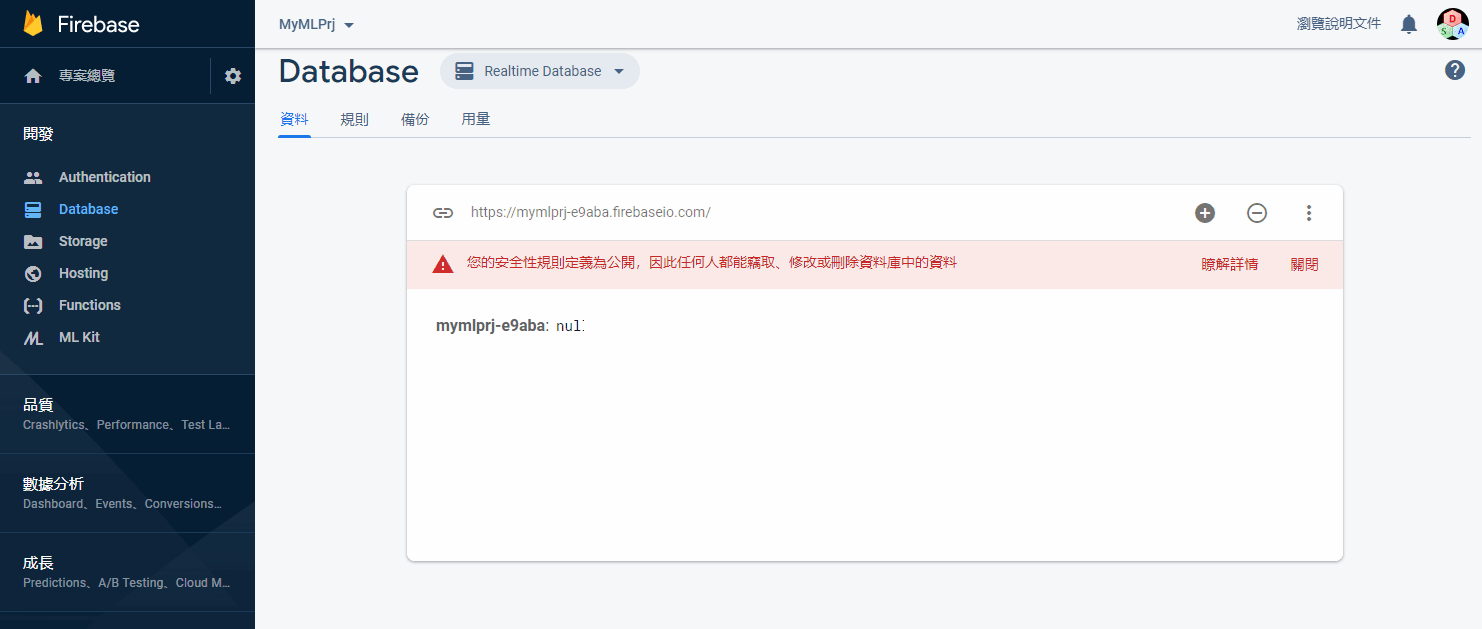 Firebase
MyMLPrj
瀏覽說明文件
D
S A
專案總覽
Database
Realtime Database
資料 規則 備份 用量
開發
Authentication
Database
Storage
Hosting
Functions
ML Kit
https://mymlprj-e9aba.firebaseio.com/
您的安全性規則定義為公開，因此任何人都能竊取、修改或刪除資料庫中的資料
瞭解詳情 關閉
mymlprj-e9aba: null
品質
Crashlytics、Performance、Test La...
數據分析
Dashboard、Events、Conversions...
成長
Predictions、A/B Testing、Cloud M...